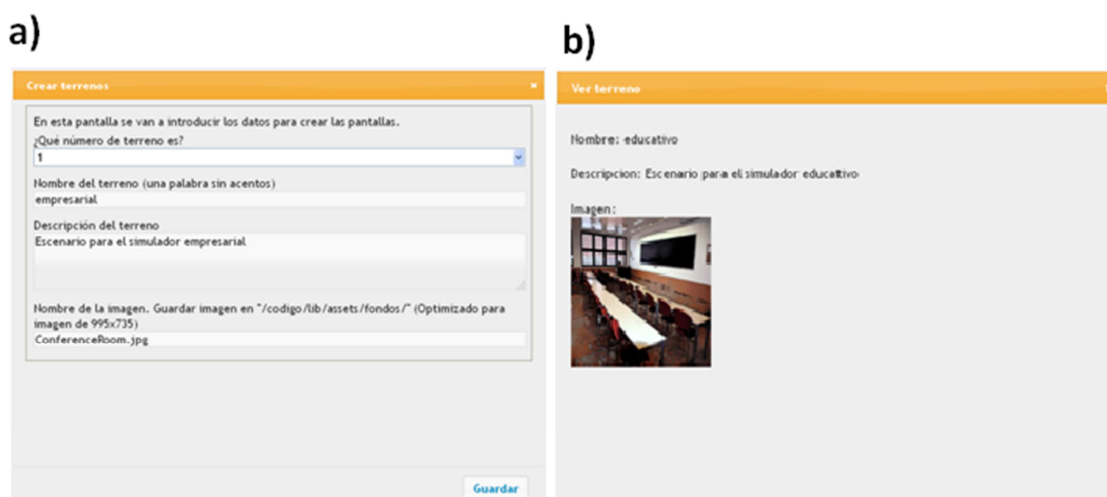 a)
Crear terrenos
En esta pantalla se van a introducir los datos para crear las pantallas.
¿Qué número de terreno es?
1
Nombre del terreno (una palabra sin acentos)
empresarial
Descripción del terreno
Escenario para el simulador empresarial
Nombre de la imagen. Guardar imagen en "/codigo/lib/assets/fondos/" (Optimizado para
imagen de 995x735)
ConferenceRoom.jpg
Guardar
b)
Ver terreno
Nombre: educativo
Descripcion: Escenario para el simulador educattivo
Imagen: